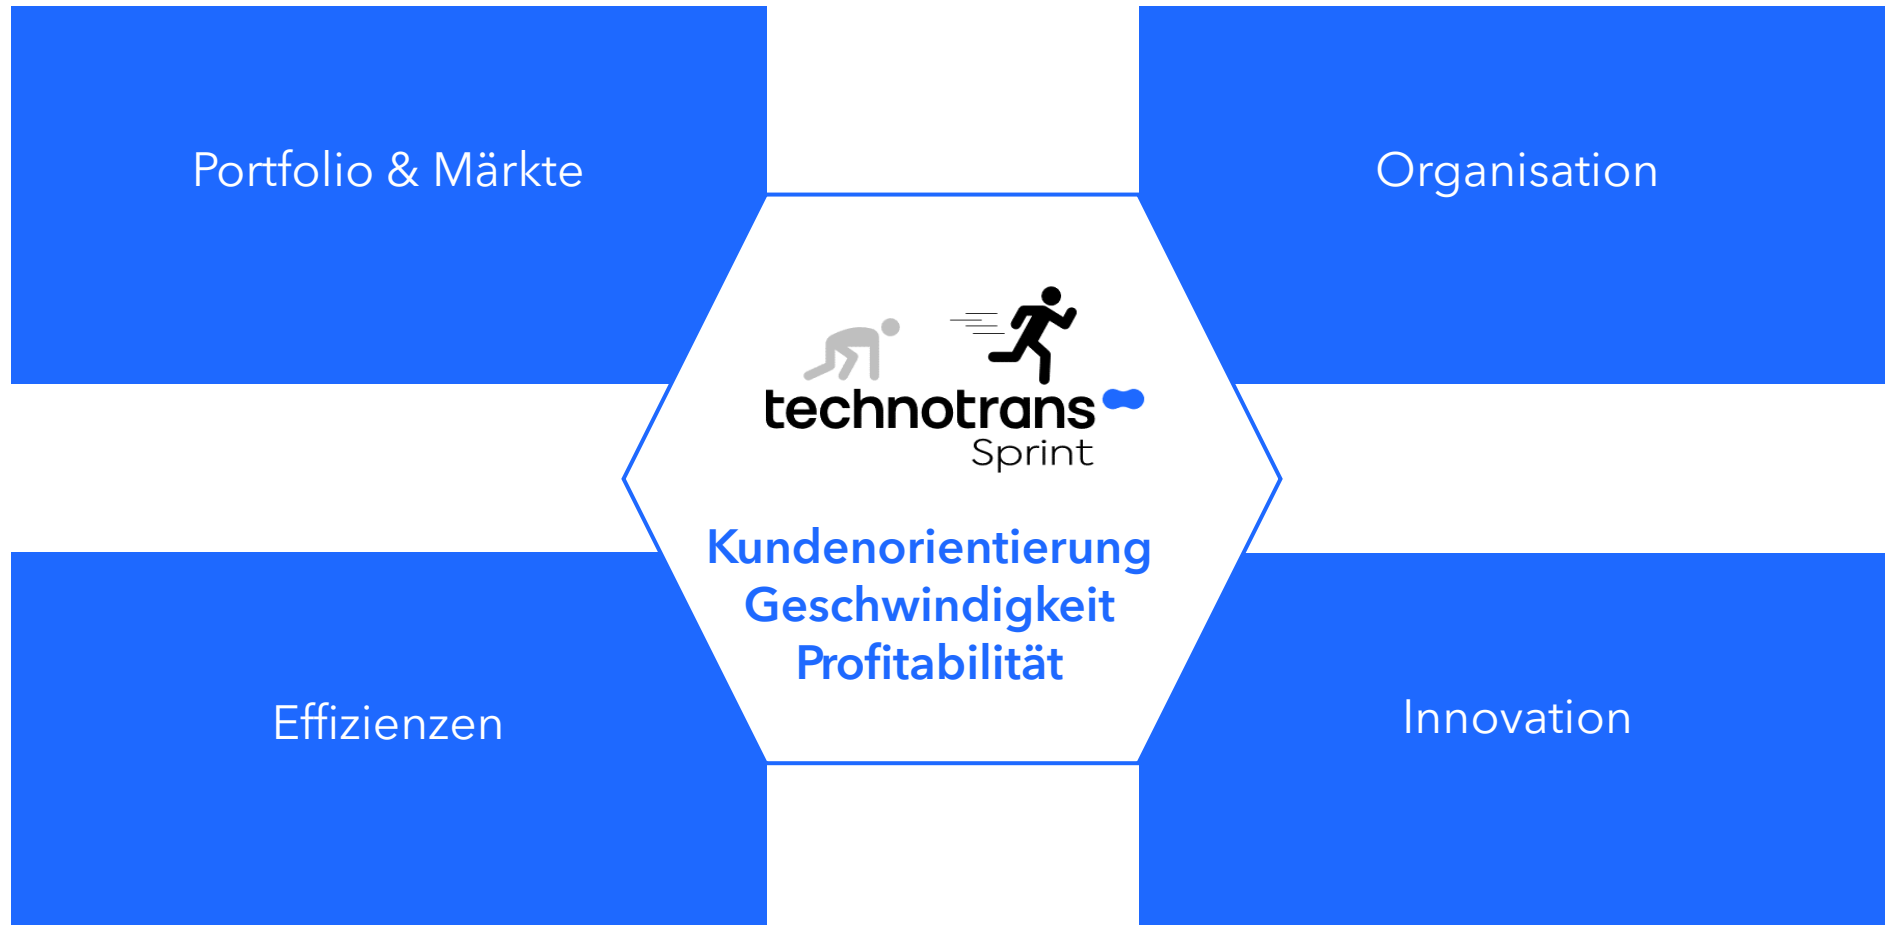 Portfolio & Märkte
Organisation
technotrans
Sprint
Kundenorientierung
Geschwindigkeit
Profitabilität
Effizienzen
Innovation